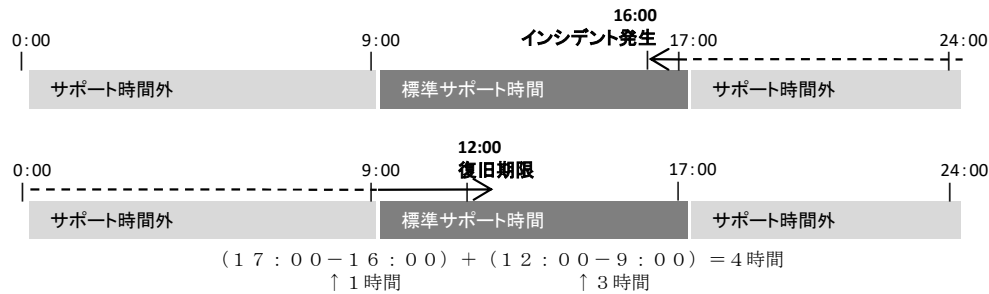 16:00
0:00 9:00 インシデント発生 17:00 24:00
サポート時間外 標準サポート時間 サポート時間外
12:00
0:00 9:00 復旧期限 17:00 24:00
サポート時間外 標準サポート時間 サポート時間外
（１７：００－１６：００）＋（１２：００－９：００）＝４時間
↑１時間 ↑３時間